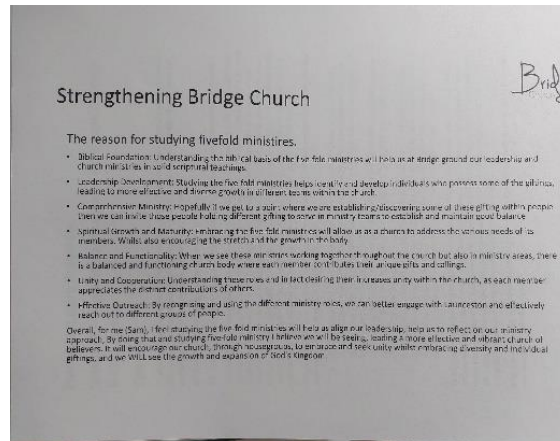 Brid
Strengthening Bridge Church
The reason for studying fivefold ministires.
• Biblical Foundation: Understanding the biblical basis of the five fold ministries will help us at Bridge ground our leadership and
church ministries in solid scriptural teachings.
• Leadership Development: Studying the five fold ministries helps identify and develop individuals who possess some of the giftings,
leading to more effective and diverse growth in different teams within the church.
• Comprehensive Ministry: Hopefully if we get to a point where we are establishing/discovering some of these gifting within people
then we can invite those people holding different gifting to serve in ministry teams to establish and maintain good balance
• Spiritual Growth and Maturity: Embracing the five fold ministries will allow us as a church to address the various needs of its
members. Whilst also encouraging the stretch and the growth in the body.
• Balance and Functionality: When we see these ministries working together throughout the church but also in ministry areas, there
is a balanced and functioning church body where each member contributes their unique gifts and callings.
• Unity and Cooperation: Understanding these roles and in fact desiring their increases unity within the church, as each member
appreciates the distinct contributions of others.
• Effective Outreach: By recognising and using the different ministry roles, we can better engage with Launceston and effectively
reach out to different groups of people.
Overall, for me (Sam), I feel studying the five fold ministries will help us align our leadership, help us to reflect on our ministry
approach, By doing that and studying five-fold ministry I believe we will be seeing, leading a more effective and vibrant church of
believers. It will encourage our church, through housegroups, to embrace and seek unity whilst embracing diversity and individual
giftings, and we WILL see the growth and expansion of God's Kingdom